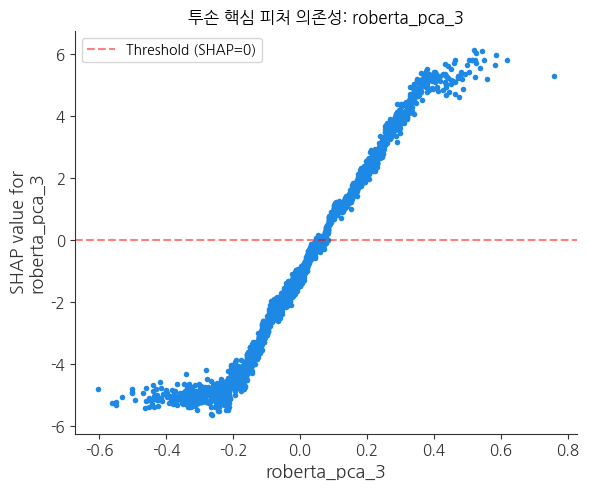 투손 핵심 피처 의존성: roberta_pca_3
Threshold (SHAP=0)
SHAP value for
roberta_pca_3
6
4
2
0
-2
-4
-6
-0.6 -0.4 -0.2 0.0 0.2 0.4 0.6 0.8
roberta_pca_3